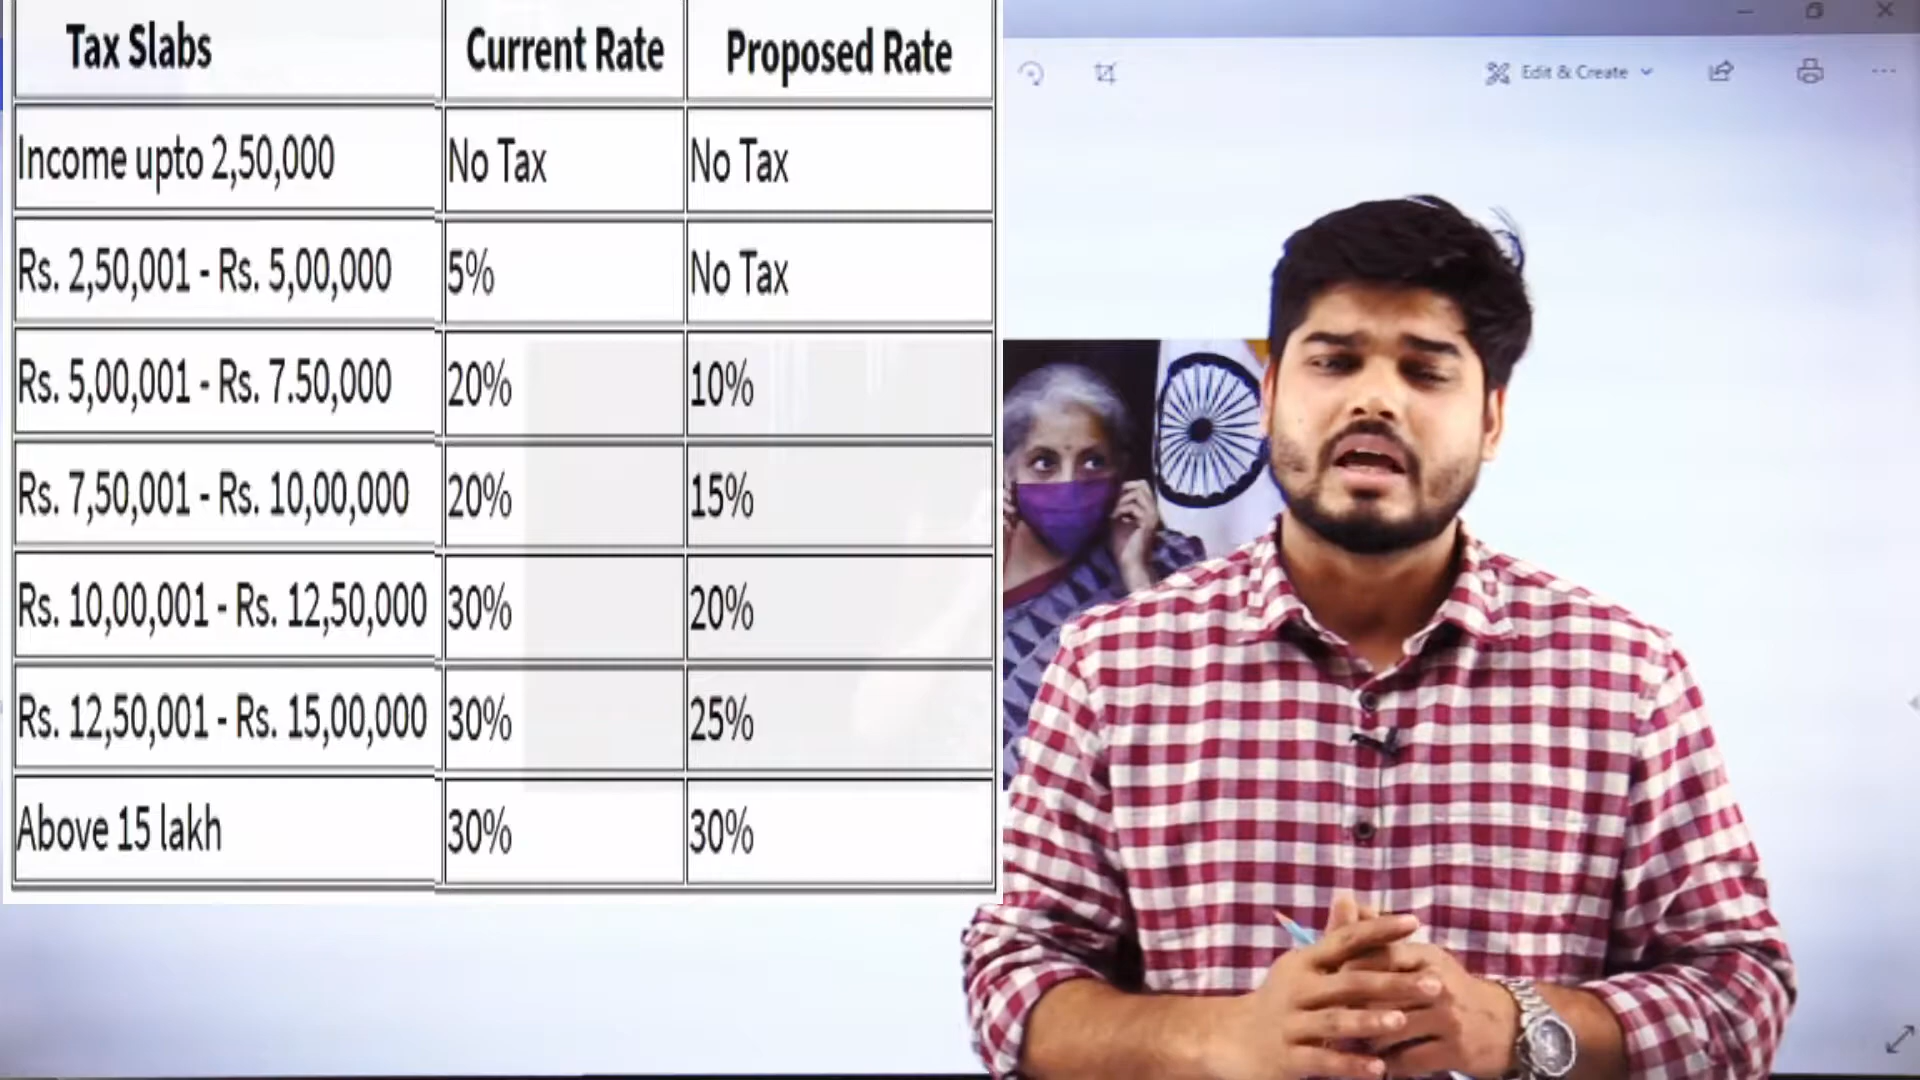 Tax Slabs Current Rate Proposed Rate
Income upto 2,50,000 No Tax No Tax
Rs. 2,50,001 - Rs. 5,00,000 5% No Tax
Rs. 5,00,001 - Rs. 7.50,000 20% 10%
Rs. 7,50,001 - Rs. 10,00,000 20% 15%
Rs. 10,00,001 - Rs. 12,50,000 30% 20%
Rs. 12,50,001 - Rs. 15,00,000 30% 25%
Above 15 lakh 30% 30%
Edit & Create